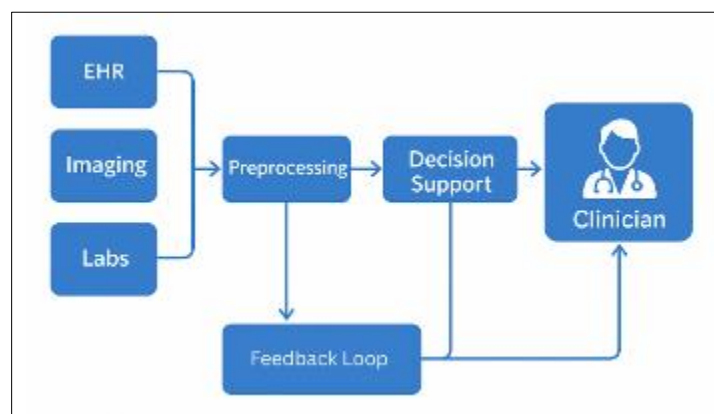 EHR
Imaging
Labs
Preprocessing
Decision
Support
Clinician
Feedback Loop